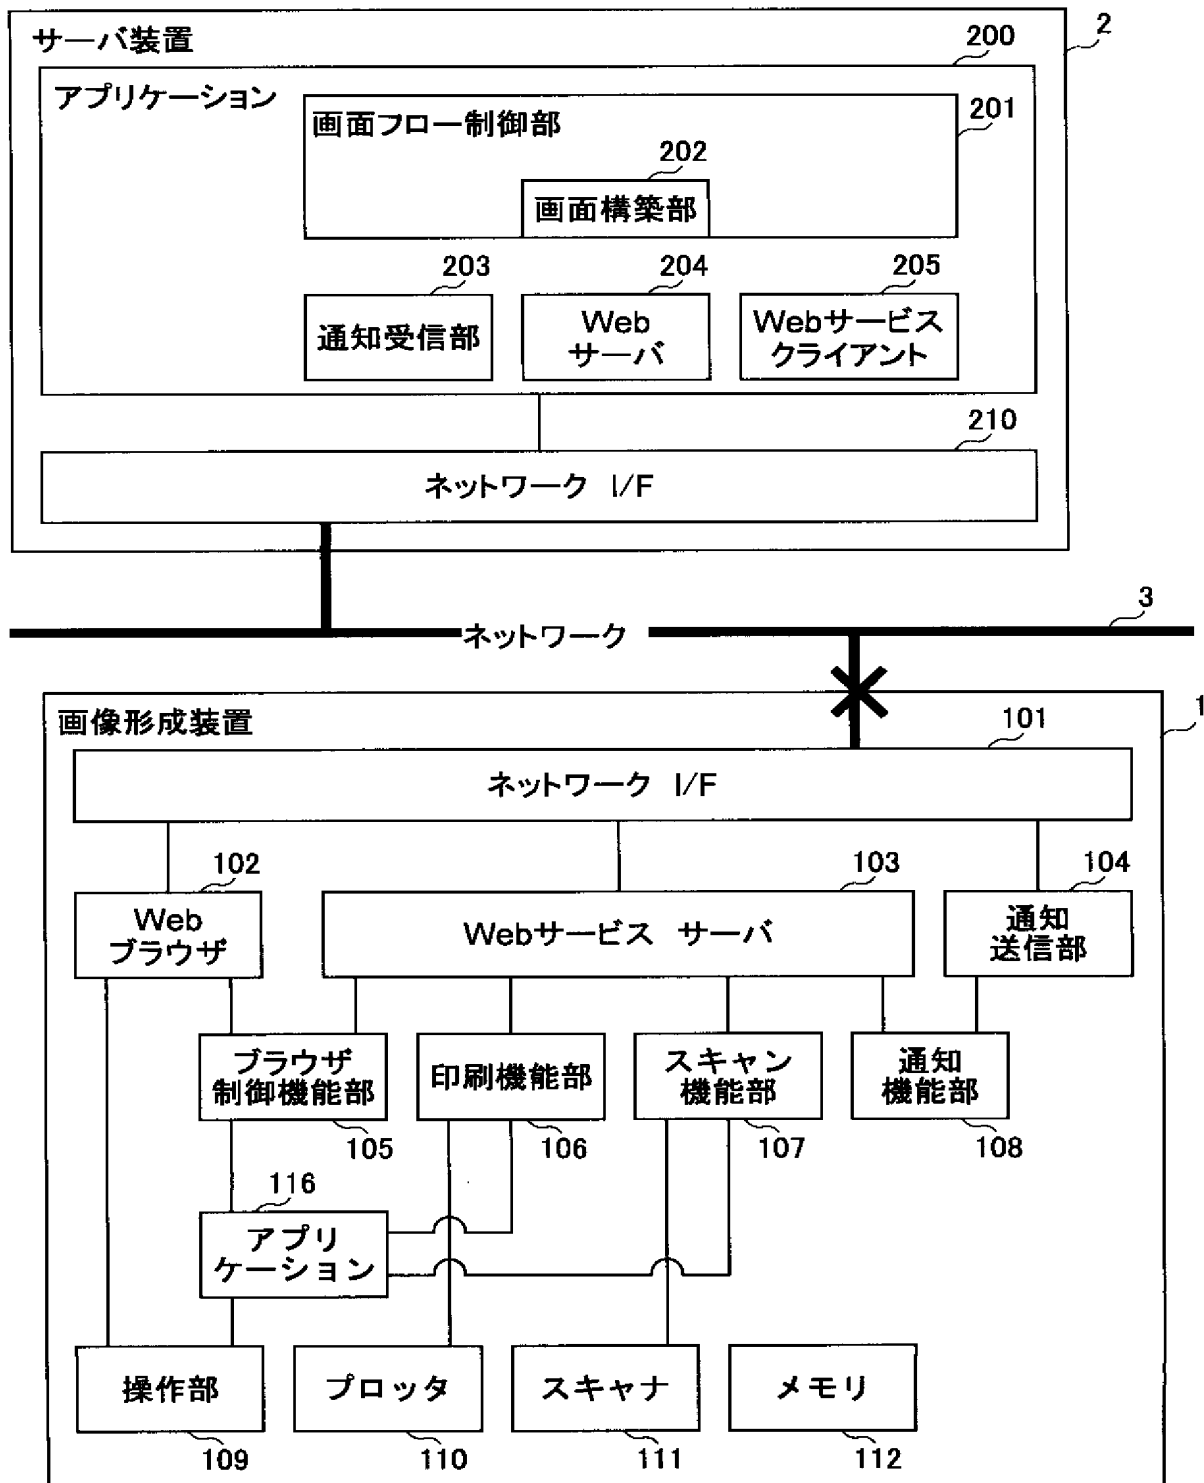 サーバ装置
2
200
アプリケーション
画面フロー制御部
201
202
画面構築部
203
204
205
通知受信部
Web
サーバ
Webサービス
クライアント
210
ネットワーク I/F
3
ネットワーク
1
画像形成装置
101
ネットワーク I/F
102
103
104
Web
ブラウザ
Webサービス サーバ
通知
送信部
ブラウザ
制御機能部
印刷機能部
スキャン
機能部
通知
機能部
105
106
107
108
116
アプリ
ケーション
操作部
プロッタ
スキャナ
メモリ
109
110
111
112